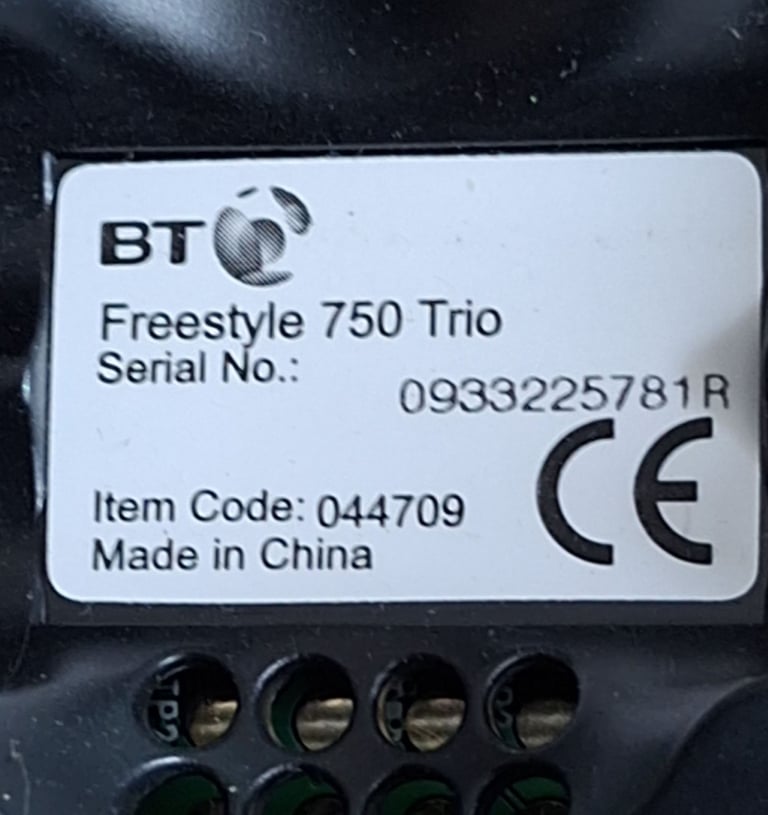 BT
Freestyle 750 Trio
Serial No.:
0933225781R
Item Code: 044709
Made in China
CE